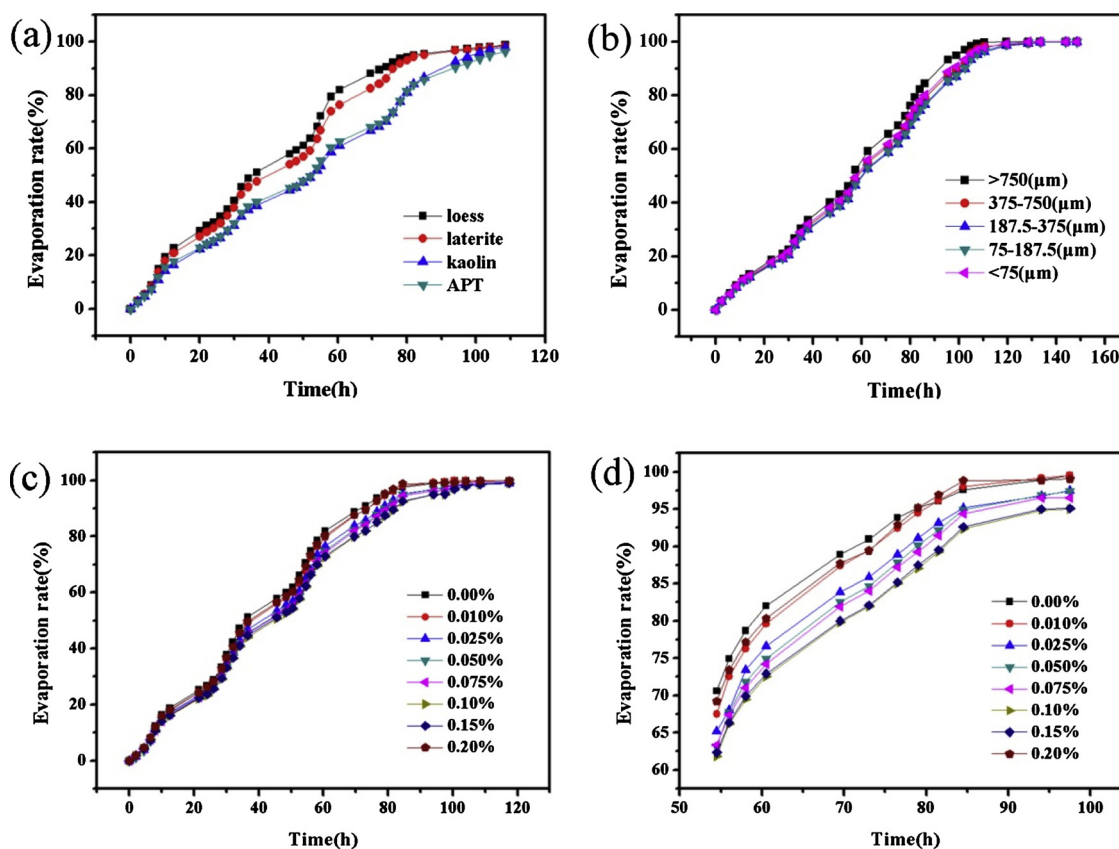 (a)
Evaporation rate(%)
100
80
60
40
20
0
loess
laterite
kaolin
APT
0 20 40 60 80 100 120
Time(h)
(b)
Evaporation rate(%)
100
80
60
40
20
0
>750(μm)
375-750(μm)
187.5-375(μm)
75-187.5(μm)
<75(μm)
0 20 40 60 80 100 120 140 160
Time(h)
(c)
Evaporation rate(%)
100
80
60
40
20
0
0.00%
0.010%
0.025%
0.050%
0.075%
0.10%
0.15%
0.20%
0 20 40 60 80 100 120
Time(h)
(d)
Evaporation rate(%)
100
95
90
85
80
75
70
65
60
0.00%
0.010%
0.025%
0.050%
0.075%
0.10%
0.15%
0.20%
50 60 70 80 90 100
Time(h)